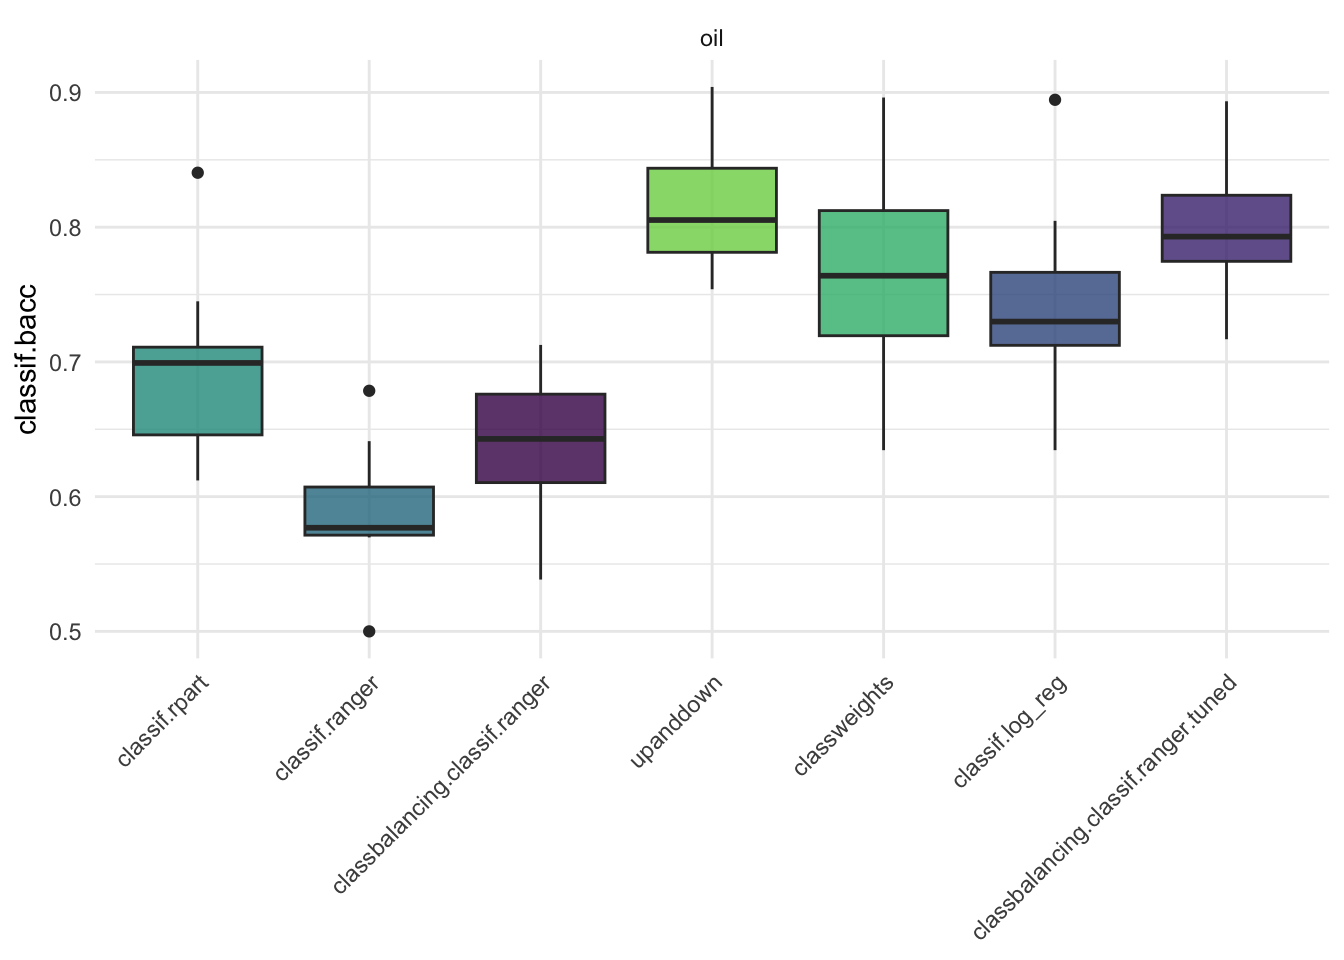 oil
classif.bacc
0.9
0.8
0.7
0.6
0.5
classif.rpart
classif.ranger
classbalancing.classif.ranger
upanddown
classweights
classif.log_reg
classbalancing.classif.ranger.tuned